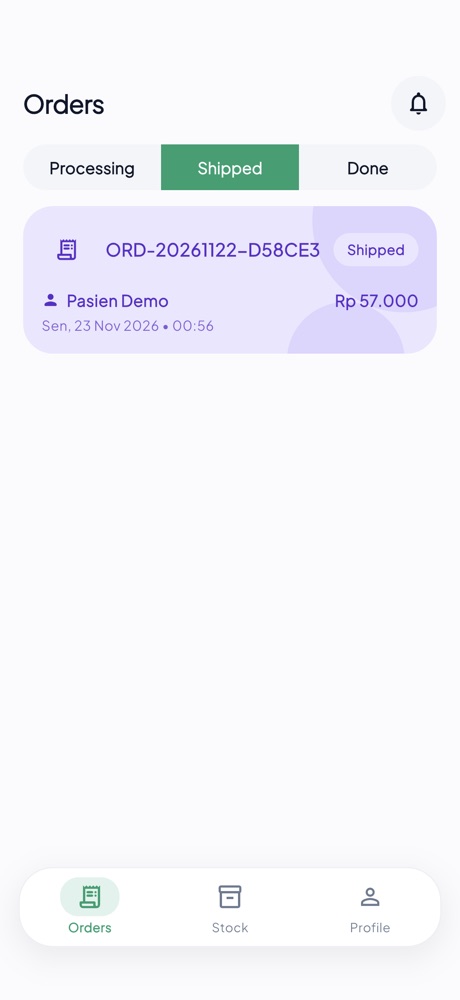 Orders
Processing Shipped Done
ORD-20261122-D58CE3 Shipped
Pasien Demo Rp 57.000
Sen, 23 Nov 2026 • 00:56
Orders Stock Profile